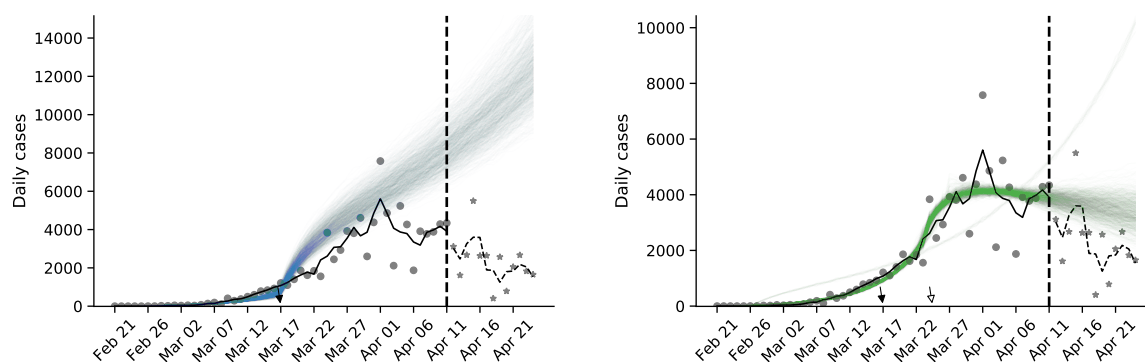 14000
12000
10000
8000
6000
4000
2000
0
Daily cases
Feb 21
Feb 26
Mar 02
Mar 07
Mar 12
Mar 17
Mar 22
Mar 27
Apr 01
Apr 06
Apr 11
Apr 16
Apr 21
10000
8000
6000
4000
2000
0
Daily cases
Feb 21
Feb 26
Mar 02
Mar 07
Mar 12
Mar 17
Mar 22
Mar 27
Apr 01
Apr 06
Apr 11
Apr 16
Apr 21